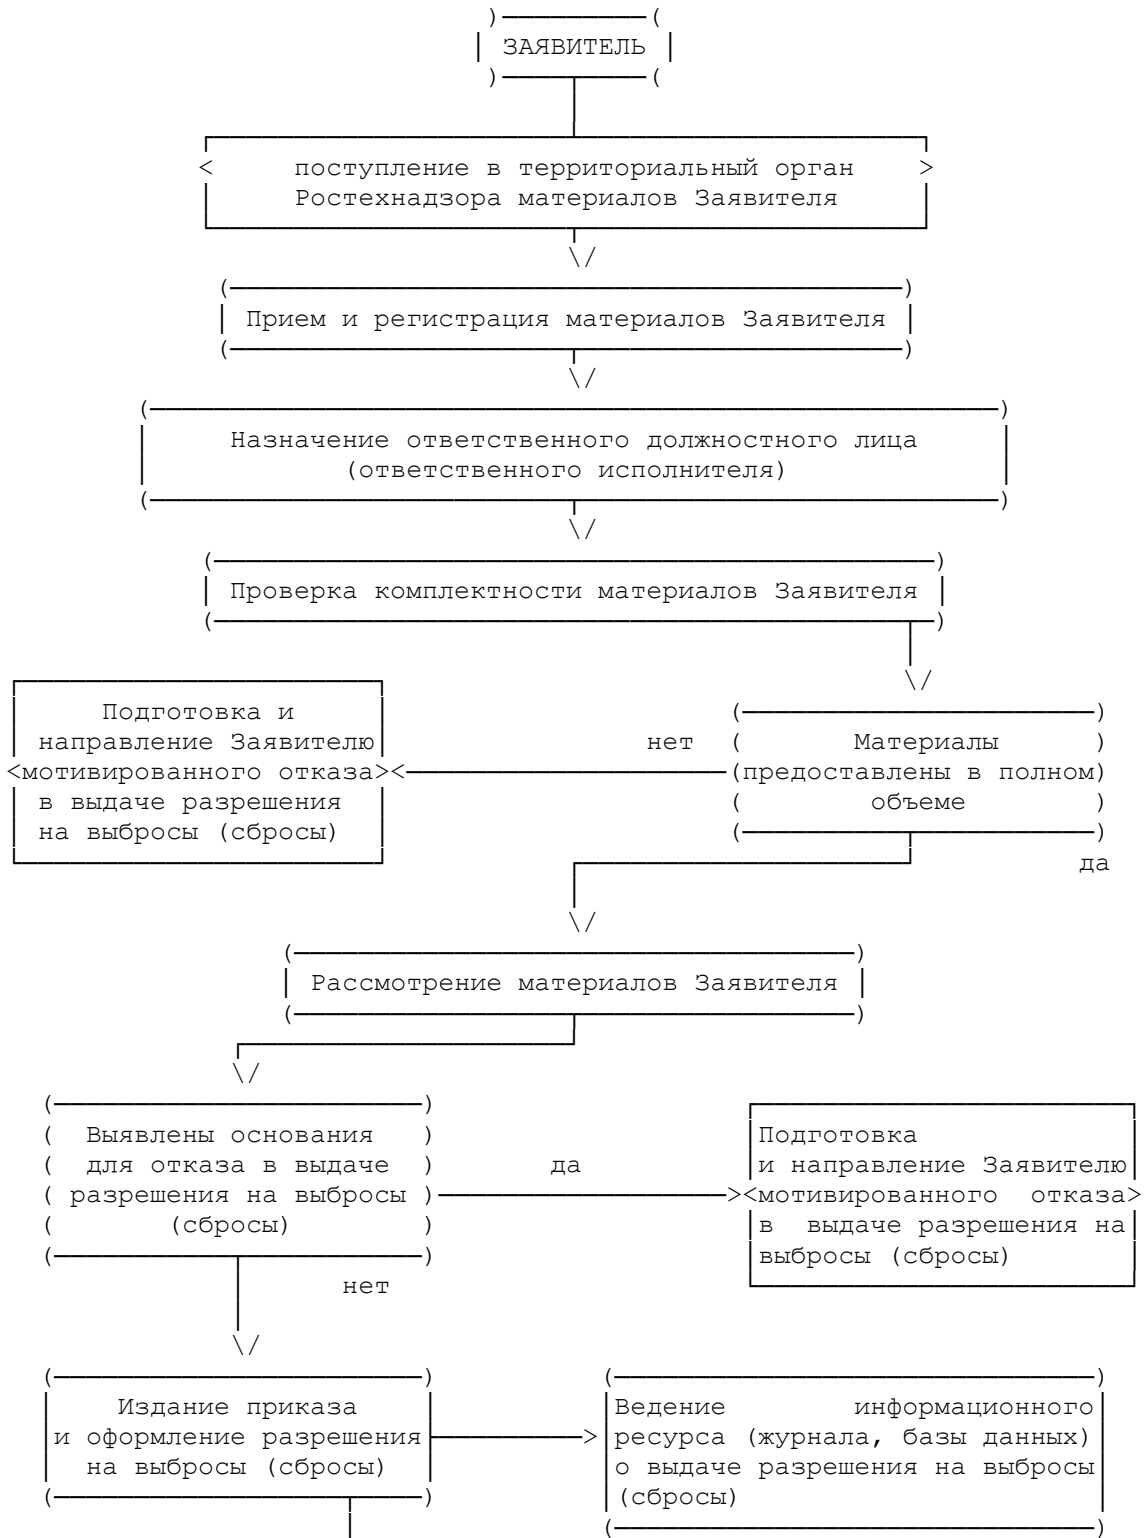 ЗАЯВИТЕЛЬ
поступление в территориальный орган
Ростехнадзора материалов Заявителя
Прием и регистрация материалов Заявителя
Назначение ответственного должностного лица
(ответственного исполнителя)
Проверка комплектности материалов Заявителя
Подготовка и
направление Заявителю
мотивированного отказа
в выдаче разрешения
на выбросы (сбросы)
нет
Материалы
предоставлены в полном
объеме
да
Рассмотрение материалов Заявителя
Выявлены основания
для отказа в выдаче
разрешения на выбросы
(сбросы)
да
Подготовка
и направление Заявителю
мотивированного отказа
в выдаче разрешения на
выбросы (сбросы)
нет
Издание приказа
и оформление разрешения
на выбросы (сбросы)
Ведение информационного
ресурса (журнала, базы данных)
о выдаче разрешения на выбросы
(сбросы)